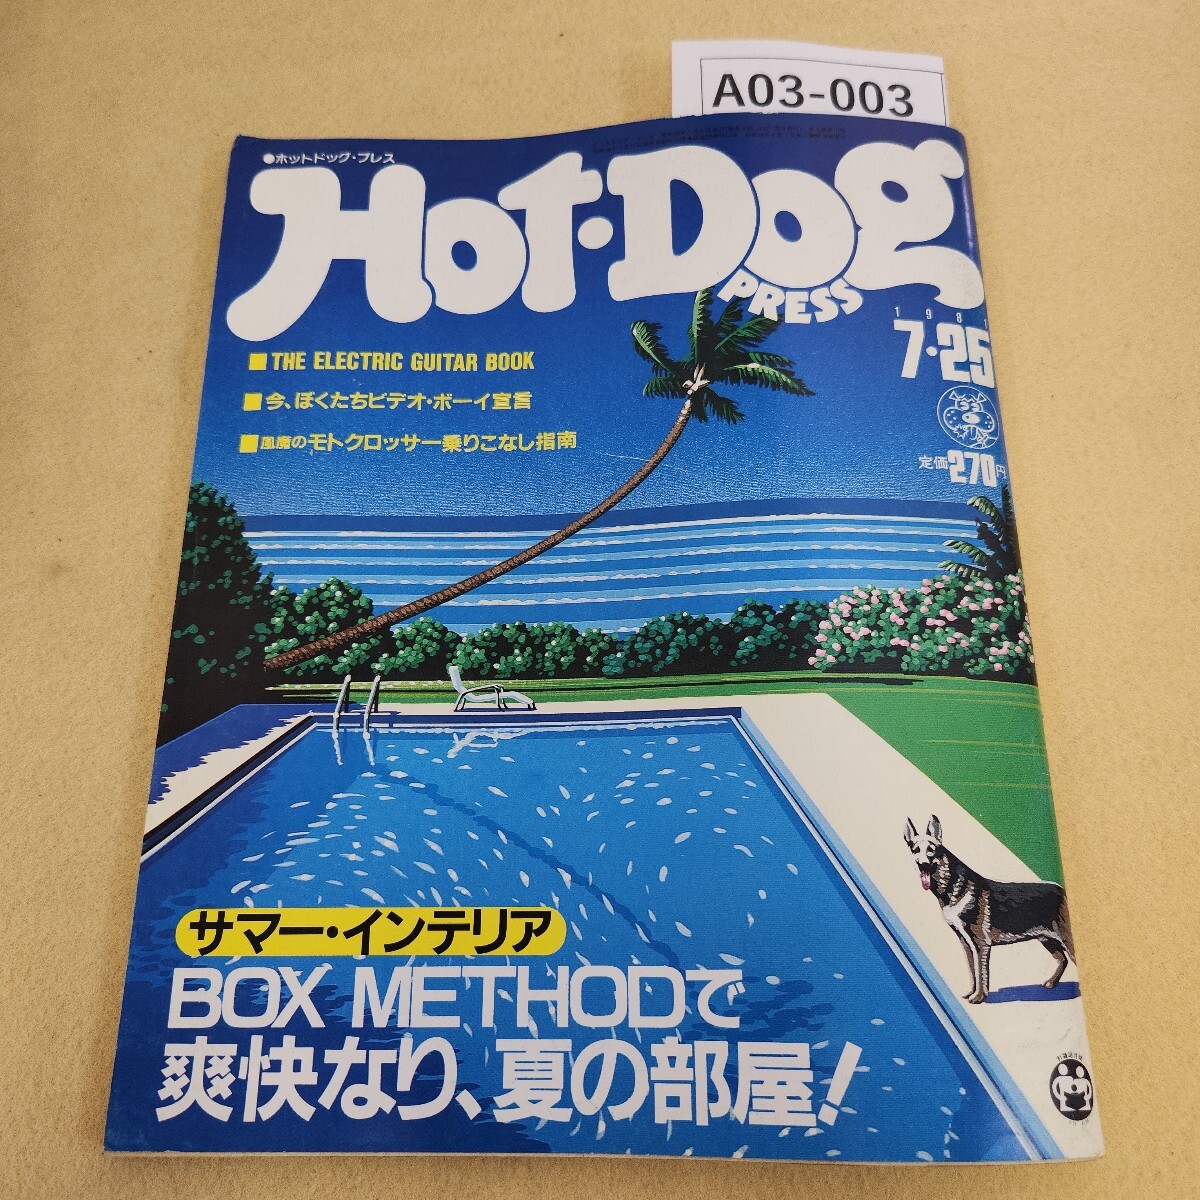 A03-003
●ホットドッグ・プレス
Hot·Dog
PRESS
1981
7·25
定価270円
■THE ELECTRIC GUITAR BOOK
■今、ぼくたちビデオ・ボーイ宣言
■風魔のモトクロッサー乗りこなし指南
サマー・インテリア
BOX METHODで
爽快なり、夏の部屋!